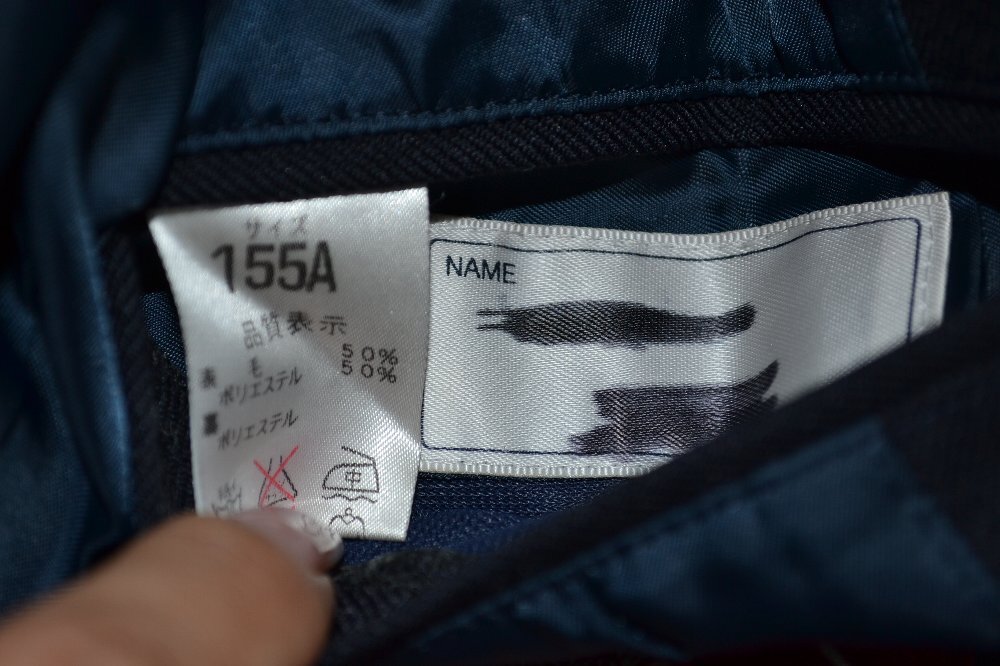 サイズ
155A
品質表示
表 毛 50%
ポリエステル 50%
裏
ポリエステル
中
NAME